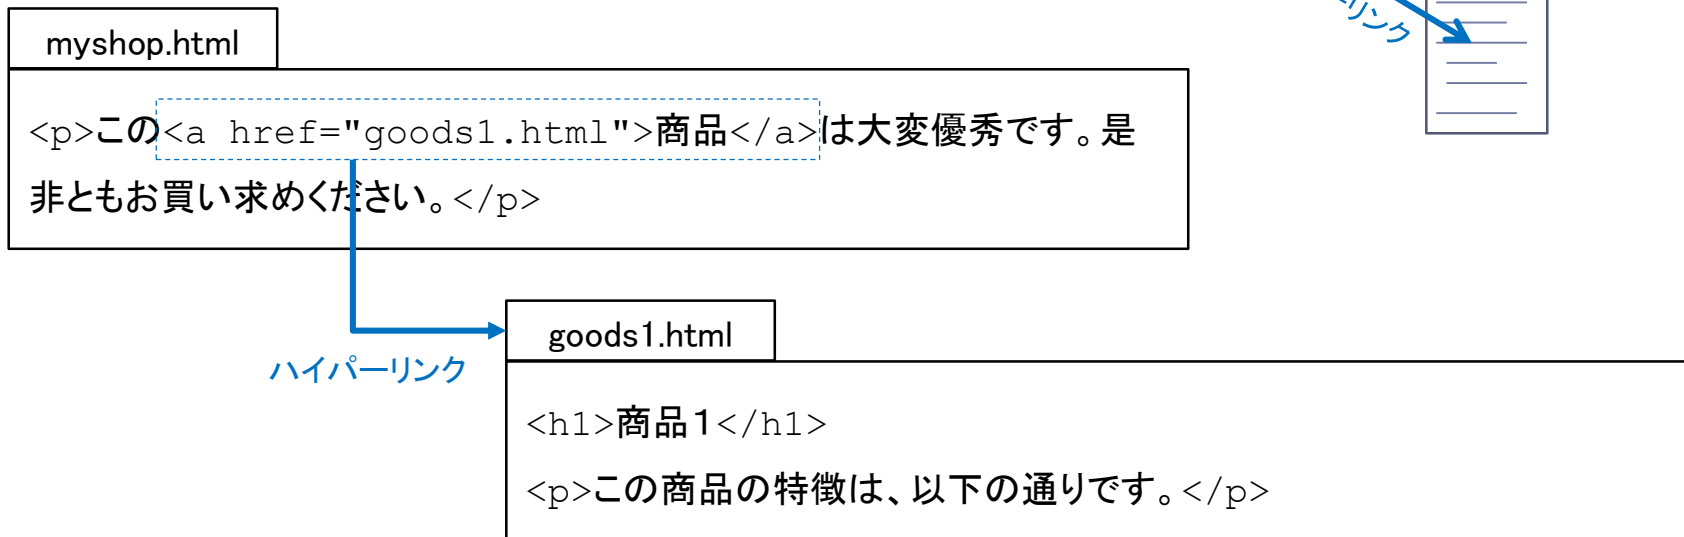 リンク
myshop.html
<p>この<a href="goods1.html">商品</a>は大変優秀です。是
非ともお買い求めください。</p>
ハイパーリンク
goods1.html
<h1>商品1</h1>
<p>この商品の特徴は、以下の通りです。</p>